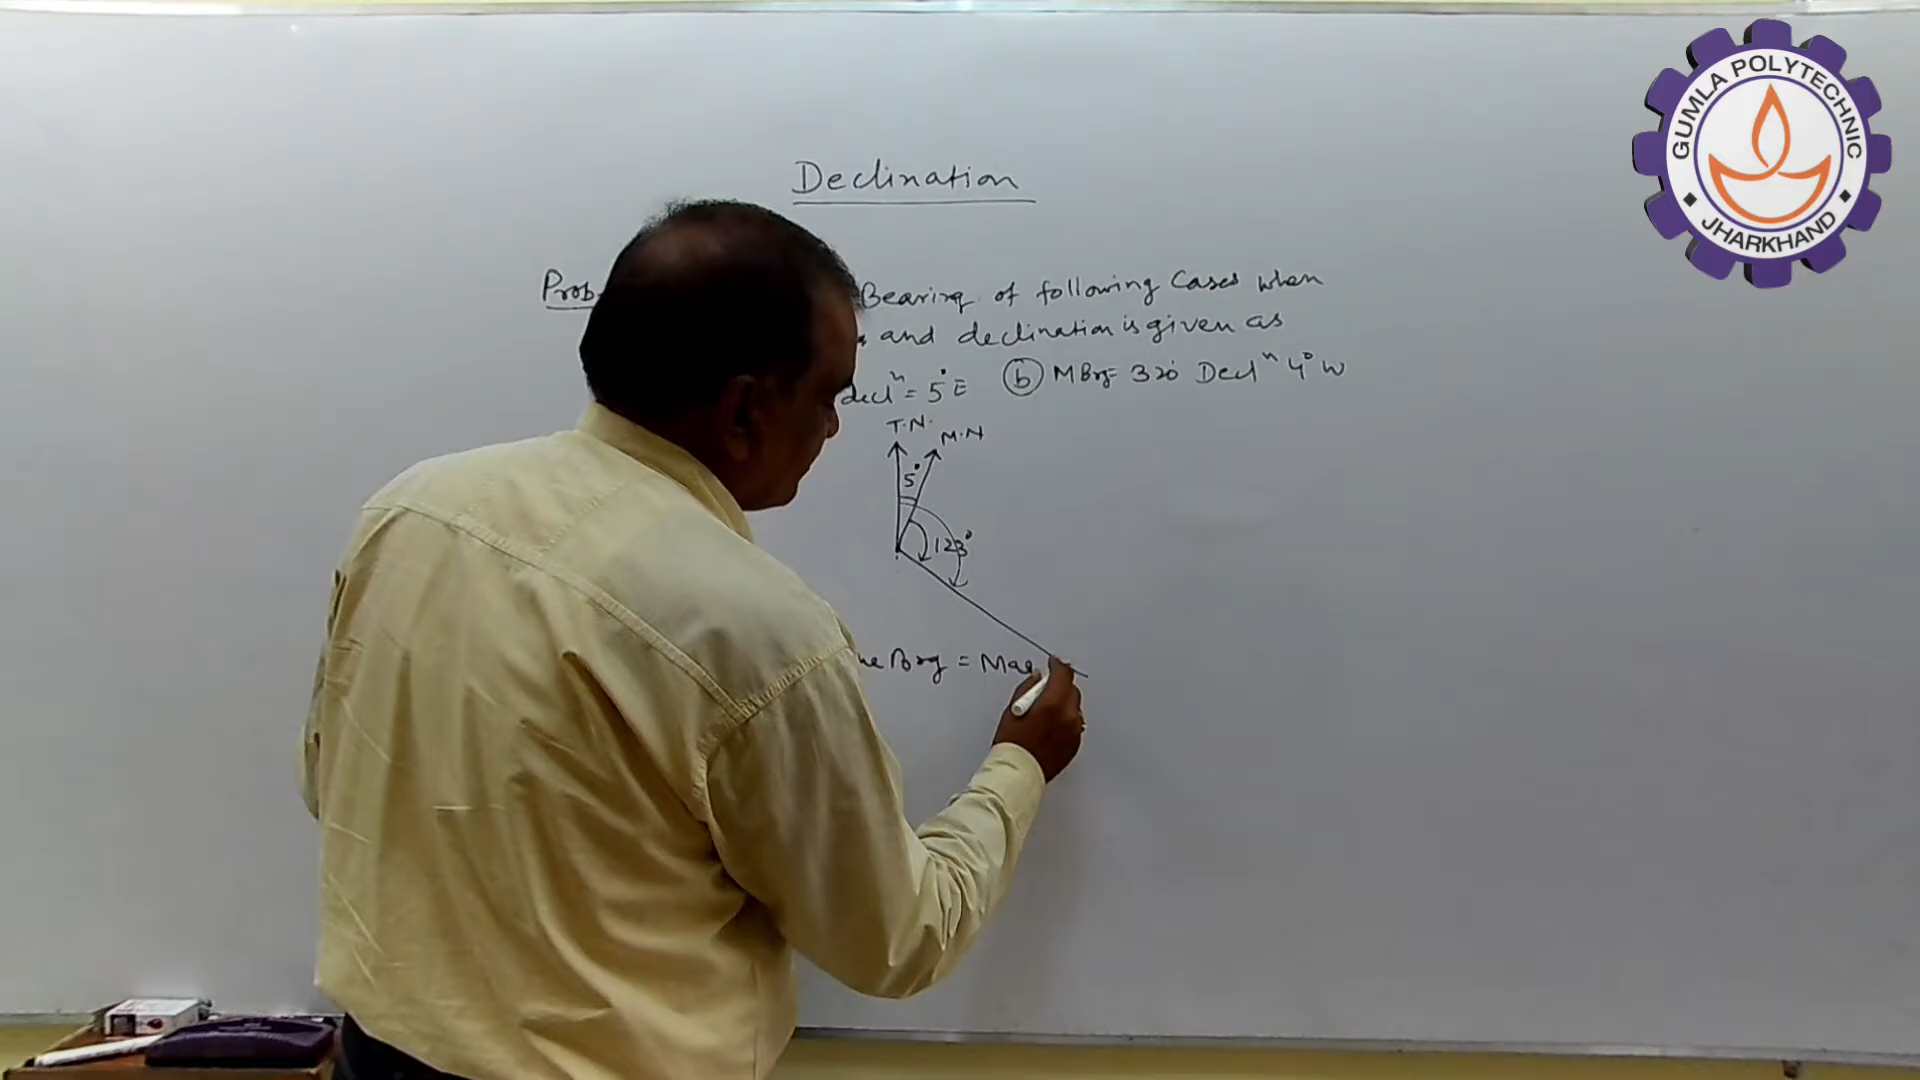 GUMLA POLYTECHNIC
JHARKHAND
Declination
Prob. Bearing of following Cases when
and declination is given as
decl^n = 5° E (b) MBrg = 320° Decl^n 4° W
T.N. M.N
5°
123°
Brg = Mag